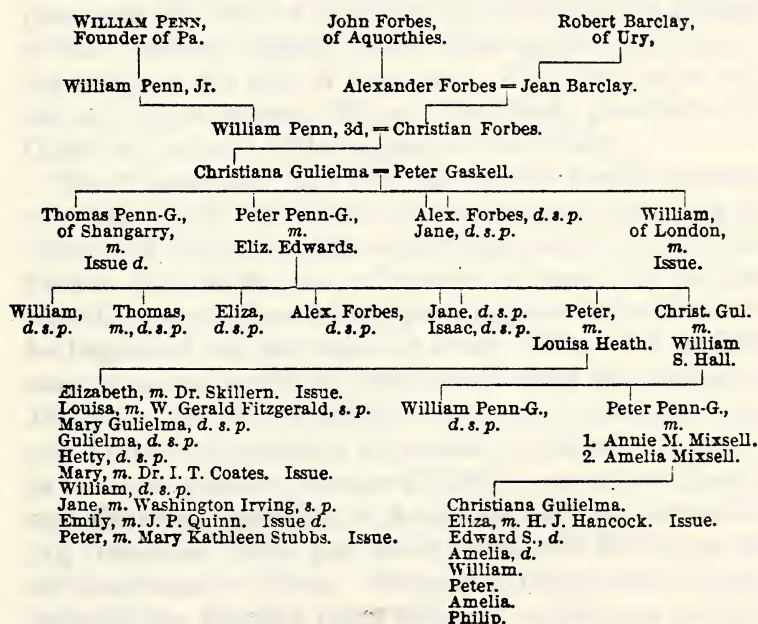 WILLIAM PENN, John Forbes, Robert Barclay,
Founder of Pa. of Aquorthies. of Ury,
William Penn, Jr. Alexander Forbes = Jean Barclay.
William Penn, 3d, = Christian Forbes.
Christiana Gulielma = Peter Gaskell.
Thomas Penn-G., Peter Penn-G., Alex. Forbes, d. s. p. William,
of Shangarry, m. Jane, d. s. p. of London,
m. Eliz. Edwards. m.
Issue d. Issue.
William, Thomas, Eliza, Alex. Forbes, Jane, d. s. p. Peter, Christ. Gul.
d. s. p. m., d. s. p. d. s. p. d. s. p. Isaac, d. s. p. m. m.
Louisa Heath. William
S. Hall.
Elizabeth, m. Dr. Skillern. Issue.
Louisa, m. W. Gerald Fitzgerald, s. p.
Mary Gulielma, d. s. p.
Gulielma, d. s. p.
Hetty, d. s. p.
Mary, m. Dr. I. T. Coates. Issue.
William, d. s. p.
Jane, m. Washington Irving, s. p.
Emily, m. J. P. Quinn. Issue d.
Peter, m. Mary Kathleen Stubbs. Issue.
William Penn-G., Peter Penn-G.,
d. s. p. m.
1. Annie M. Mixsell.
2. Amelia Mixsell.
Christiana Gulielma.
Eliza, m. H. J. Hancock. Issue.
Edward S., d.
Amelia, d.
William.
Peter.
Amelia.
Philip.